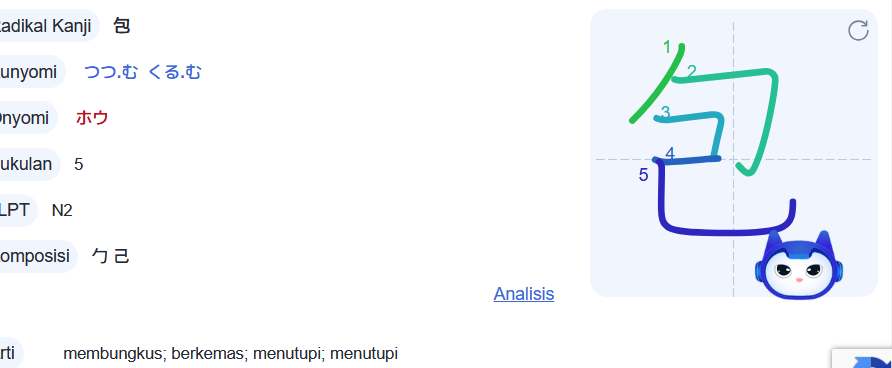 adikal Kanji 包
unyomi つつ.む くる.む
nyomi ホウ
ukulan 5
LPT N2
omposisi 勹 己
Analisis
rti membungkus; berkemas; menutupi; menutupi
1
2
3
4
5